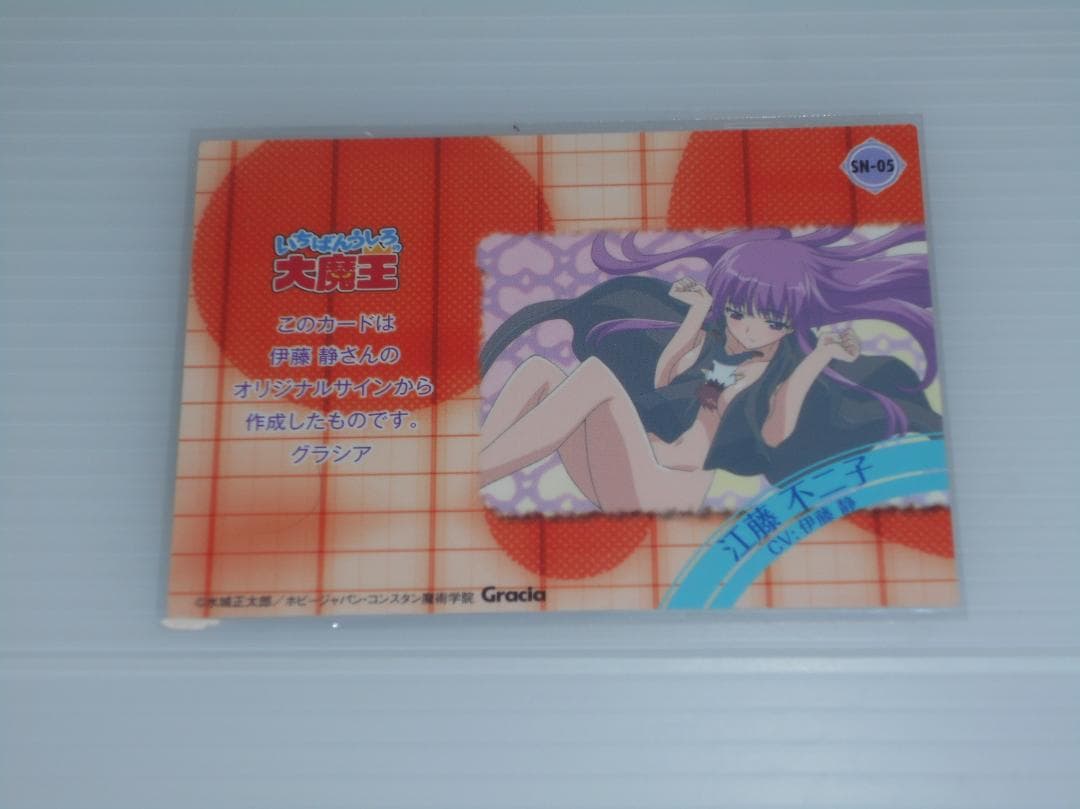 SN-05
いちばんうしろの
大魔王
このカードは
伊藤 静さんの
オリジナルサインから
作成したものです。
グラシア
江藤 不二子
CV:伊藤 静
©水城正太郎／ホビージャパン・コンスタン魔術学院 Gracia